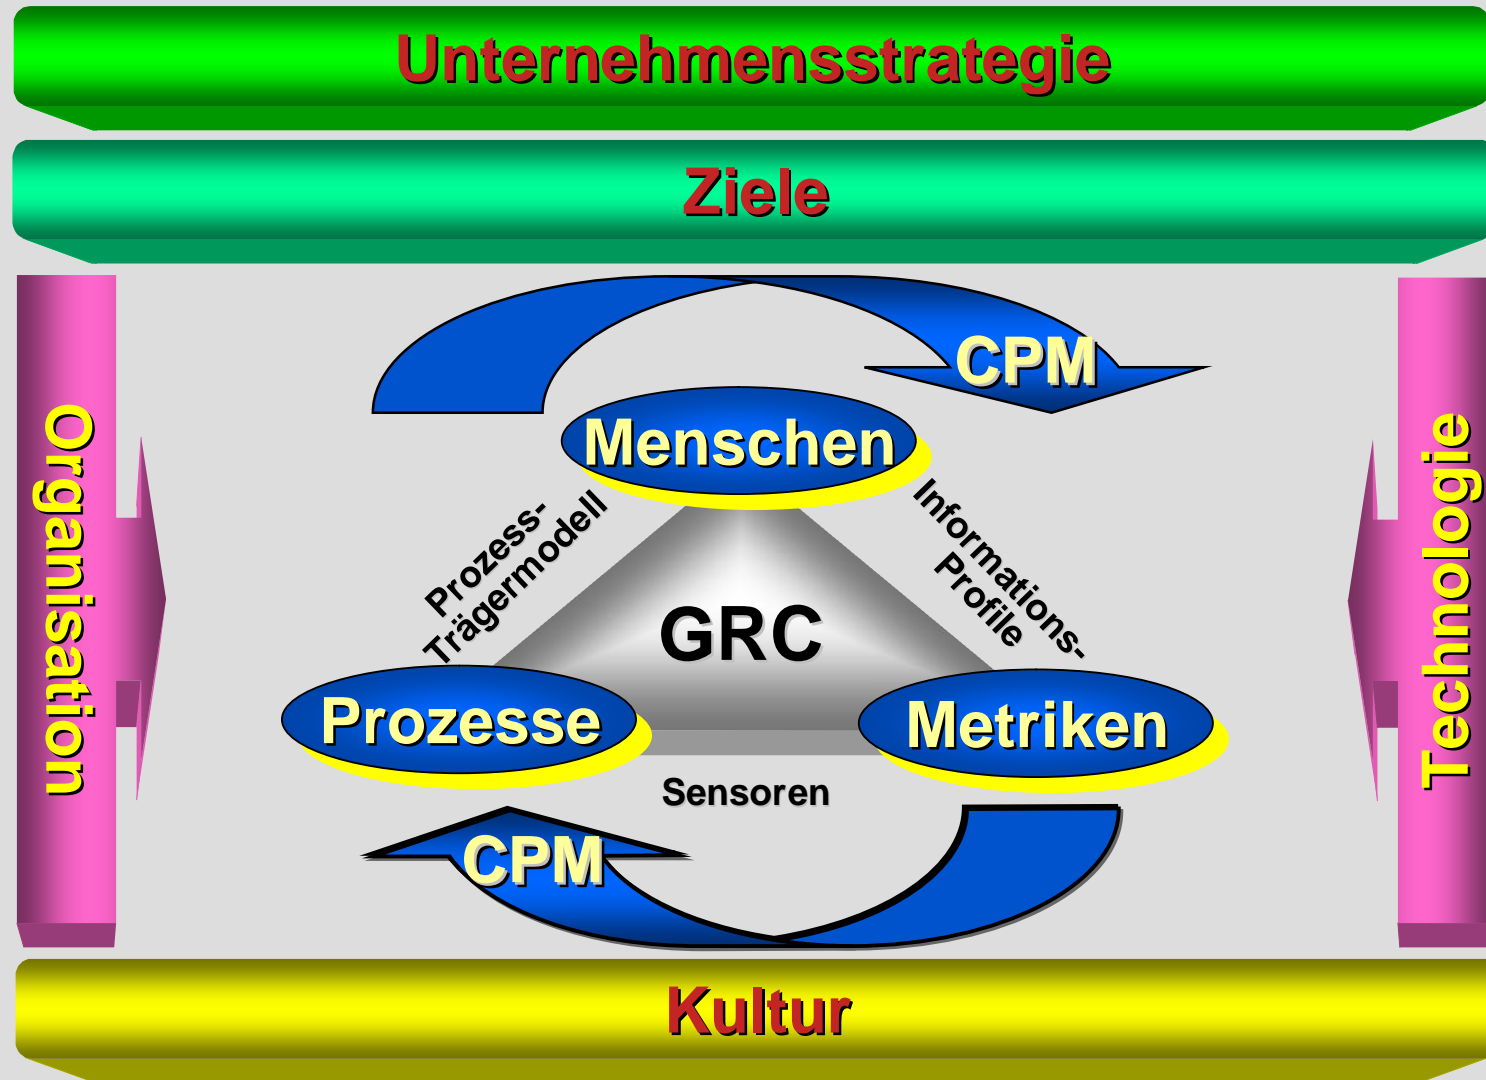 Unternehmensstrategie
Ziele
CPM
Menschen
Organisation
Technologie
Prozess-
Trägermodell
Informations-
Profile
GRC
Prozesse
Metriken
Sensoren
CPM
Kultur